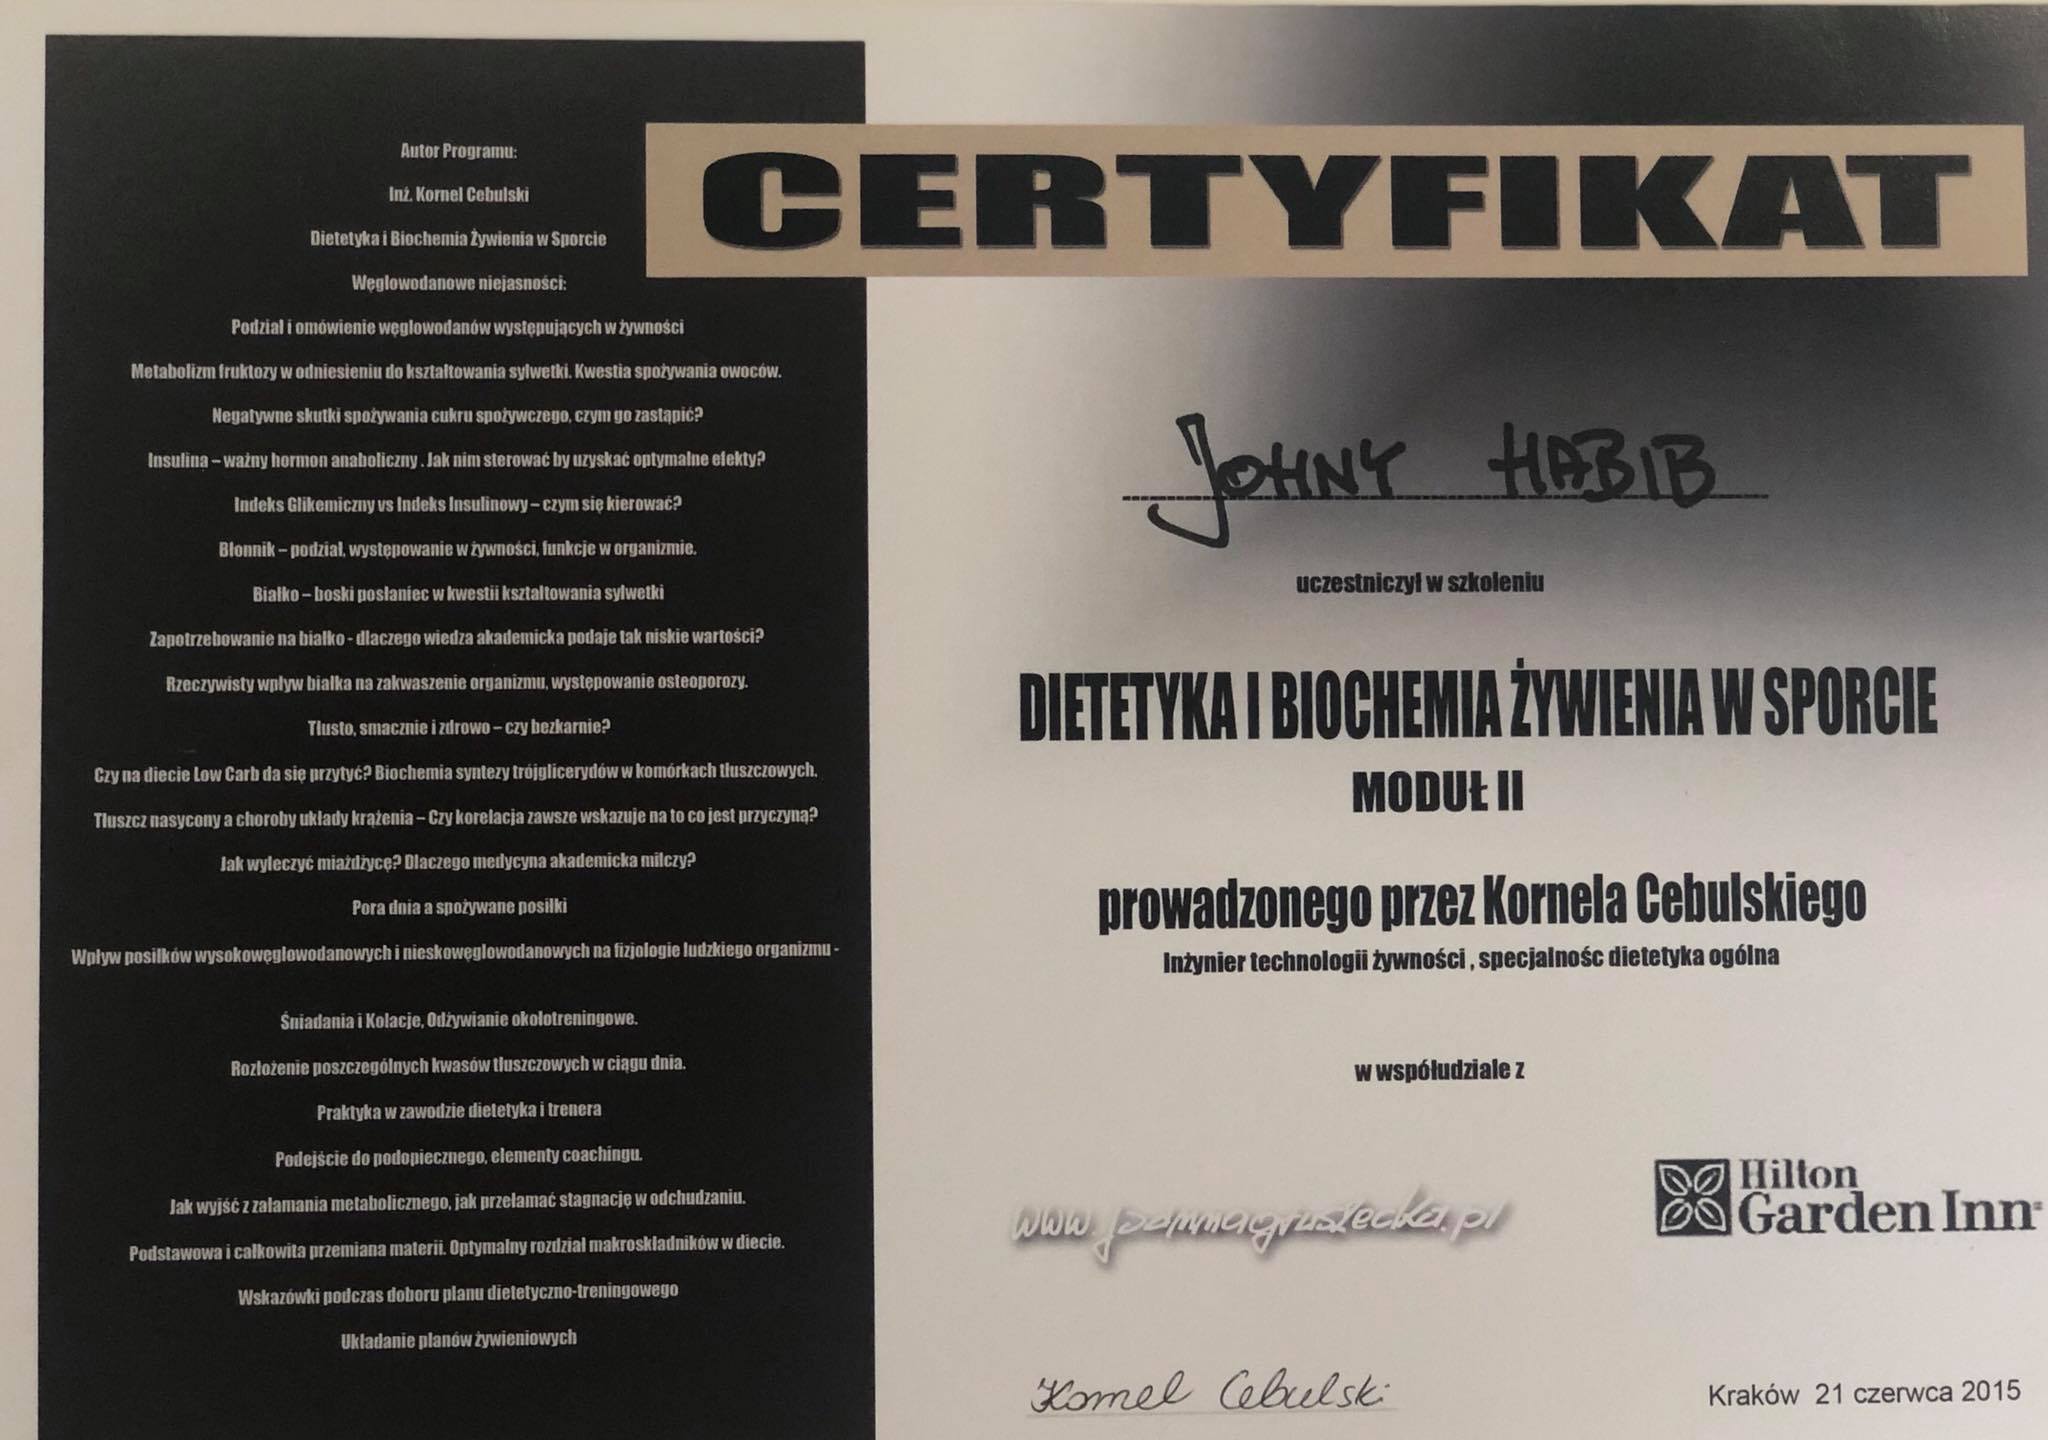 Autor Programu:
Inż. Kornel Cebulski
Dietetyka i Biochemia Żywienia w Sporcie
Węglowodanowe niejasności:
Podział i omówienie węglowodanów występujących w żywności
Metabolizm fruktozy w odniesieniu do kształtowania sylwetki. Kwestia spożywania owoców.
Negatywne skutki spożywania cukru spożywczego, czym go zastąpić?
Insulina – ważny hormon anaboliczny . Jak nim sterować by uzyskać optymalne efekty?
Indeks Glikemiczny vs Indeks Insulinowy – czym się kierować?
Błonnik – podział, występowanie w żywności, funkcje w organizmie.
Białko – boski posłaniec w kwestii kształtowania sylwetki
Zapotrzebowanie na białko - dlaczego wiedza akademicka podaje tak niskie wartości?
Rzeczywisty wpływ białka na zakwaszenie organizmu, występowanie osteoporozy.
Tłusto, smacznie i zdrowo – czy bezkarnie?
Czy na diecie Low Carb da się przytyć? Biochemia syntezy trójglicerydów w komórkach tłuszczowych.
Tłuszcz nasycony a choroby układy krążenia – Czy korelacja zawsze wskazuje na to co jest przyczyną?
Jak wyleczyć miażdżycę? Dlaczego medycyna akademicka milczy?
Pora dnia a spożywane posiłki
Wpływ posiłków wysokowęglowodanowych i nieskowęglowodanowych na fizjologie ludzkiego organizmu -
Śniadania i Kolacje, Odżywianie okołotreningowe.
Rozłożenie poszczególnych kwasów tłuszczowych w ciągu dnia.
Praktyka w zawodzie dietetyka i trenera
Podejście do podopiecznego, elementy coachingu.
Jak wyjść z załamania metabolicznego, jak przełamać stagnację w odchudzaniu.
Podstawowa i całkowita przemiana materii. Optymalny rozdział makroskładników w diecie.
Wskazówki podczas doboru planu dietetyczno-treningowego
Układanie planów żywieniowych
CERTYFIKAT
JOHNY HABIB
uczestniczył w szkoleniu
DIETETYKA I BIOCHEMIA ŻYWIENIA W SPORCIE
MODUŁ II
prowadzonego przez Kornela Cebulskiego
Inżynier technologii żywności , specjalnośc dietetyka ogólna
w współudziale z
www.joannagrustecka.pl
Hilton
Garden Inn
Kornel Cebulski
Kraków 21 czerwca 2015